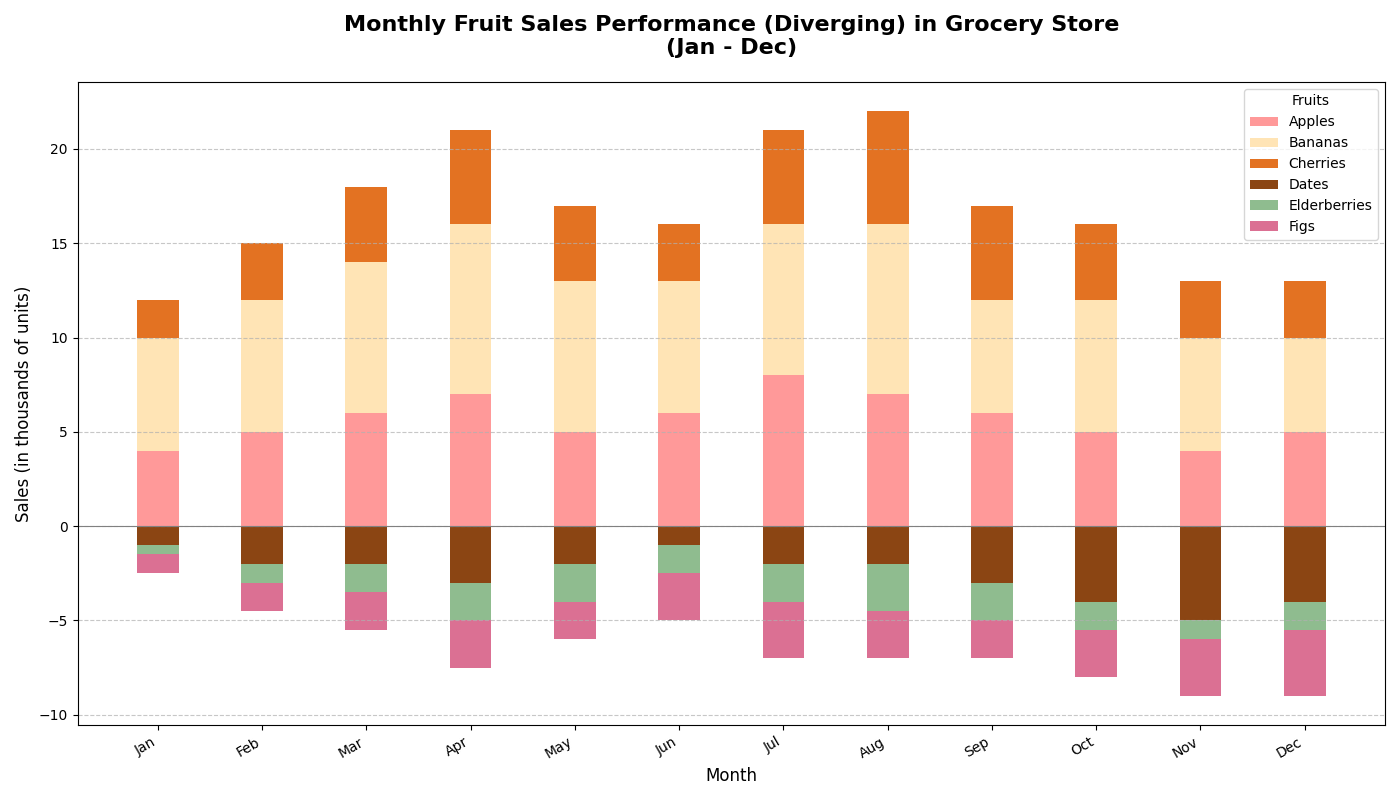 Monthly Fruit Sales Performance (Diverging) in Grocery Store
(Jan - Dec)
Fruits
Apples
Bananas
Cherries
Dates
Elderberries
Figs
Sales (in thousands of units)
20
15
10
5
0
−5
−10
Jan
Feb
Mar
Apr
May
Jun
Jul
Aug
Sep
Oct
Nov
Dec
Month